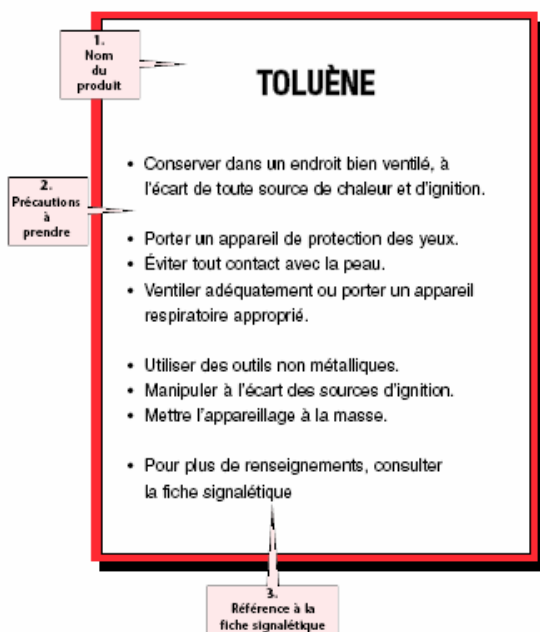 1.
Nom
du
produit
TOLUÈNE
• Conserver dans un endroit bien ventilé, à
l'écart de toute source de chaleur et d'ignition.
2.
Précautions
à
prendre
• Porter un appareil de protection des yeux.
• Éviter tout contact avec la peau.
• Ventiler adéquatement ou porter un appareil
respiratoire approprié.
• Utiliser des outils non métalliques.
• Manipuler à l'écart des sources d'ignition.
• Mettre l'appareillage à la masse.
• Pour plus de renseignements, consulter
la fiche signalétique
3.
Référence à la
fiche signalétique